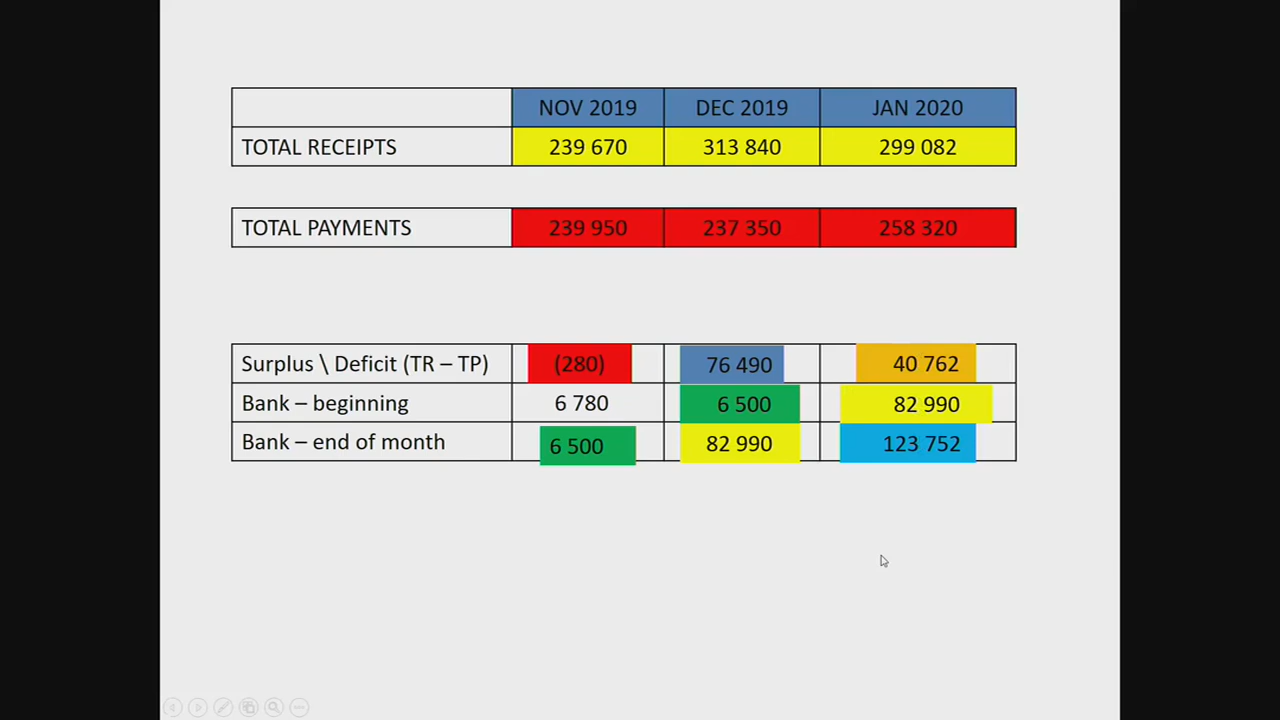 NOV 2019 DEC 2019 JAN 2020
TOTAL RECEIPTS 239 670 313 840 299 082
TOTAL PAYMENTS 239 950 237 350 258 320
Surplus \ Deficit (TR – TP) (280) 76 490 40 762
Bank – beginning 6 780 6 500 82 990
Bank – end of month 6 500 82 990 123 752